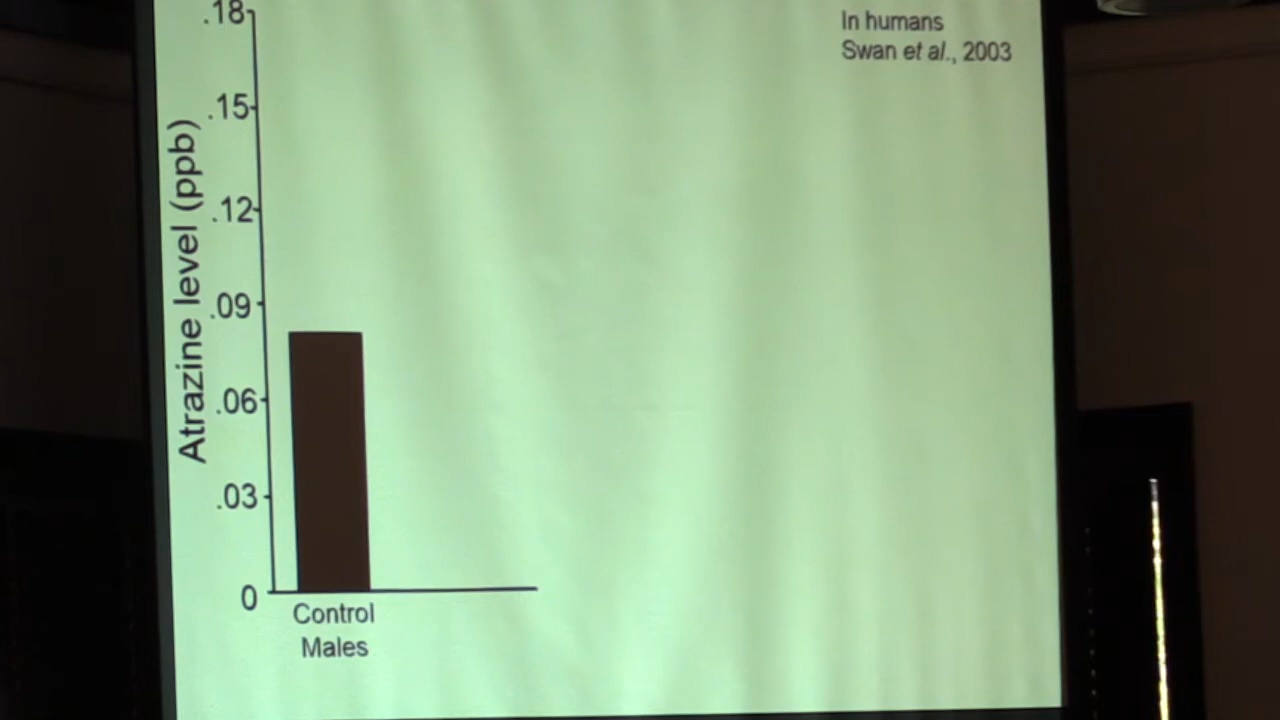 In humans
Swan et al., 2003
Atrazine level (ppb)
.18
.15
.12
.09
.06
.03
0
Control
Males